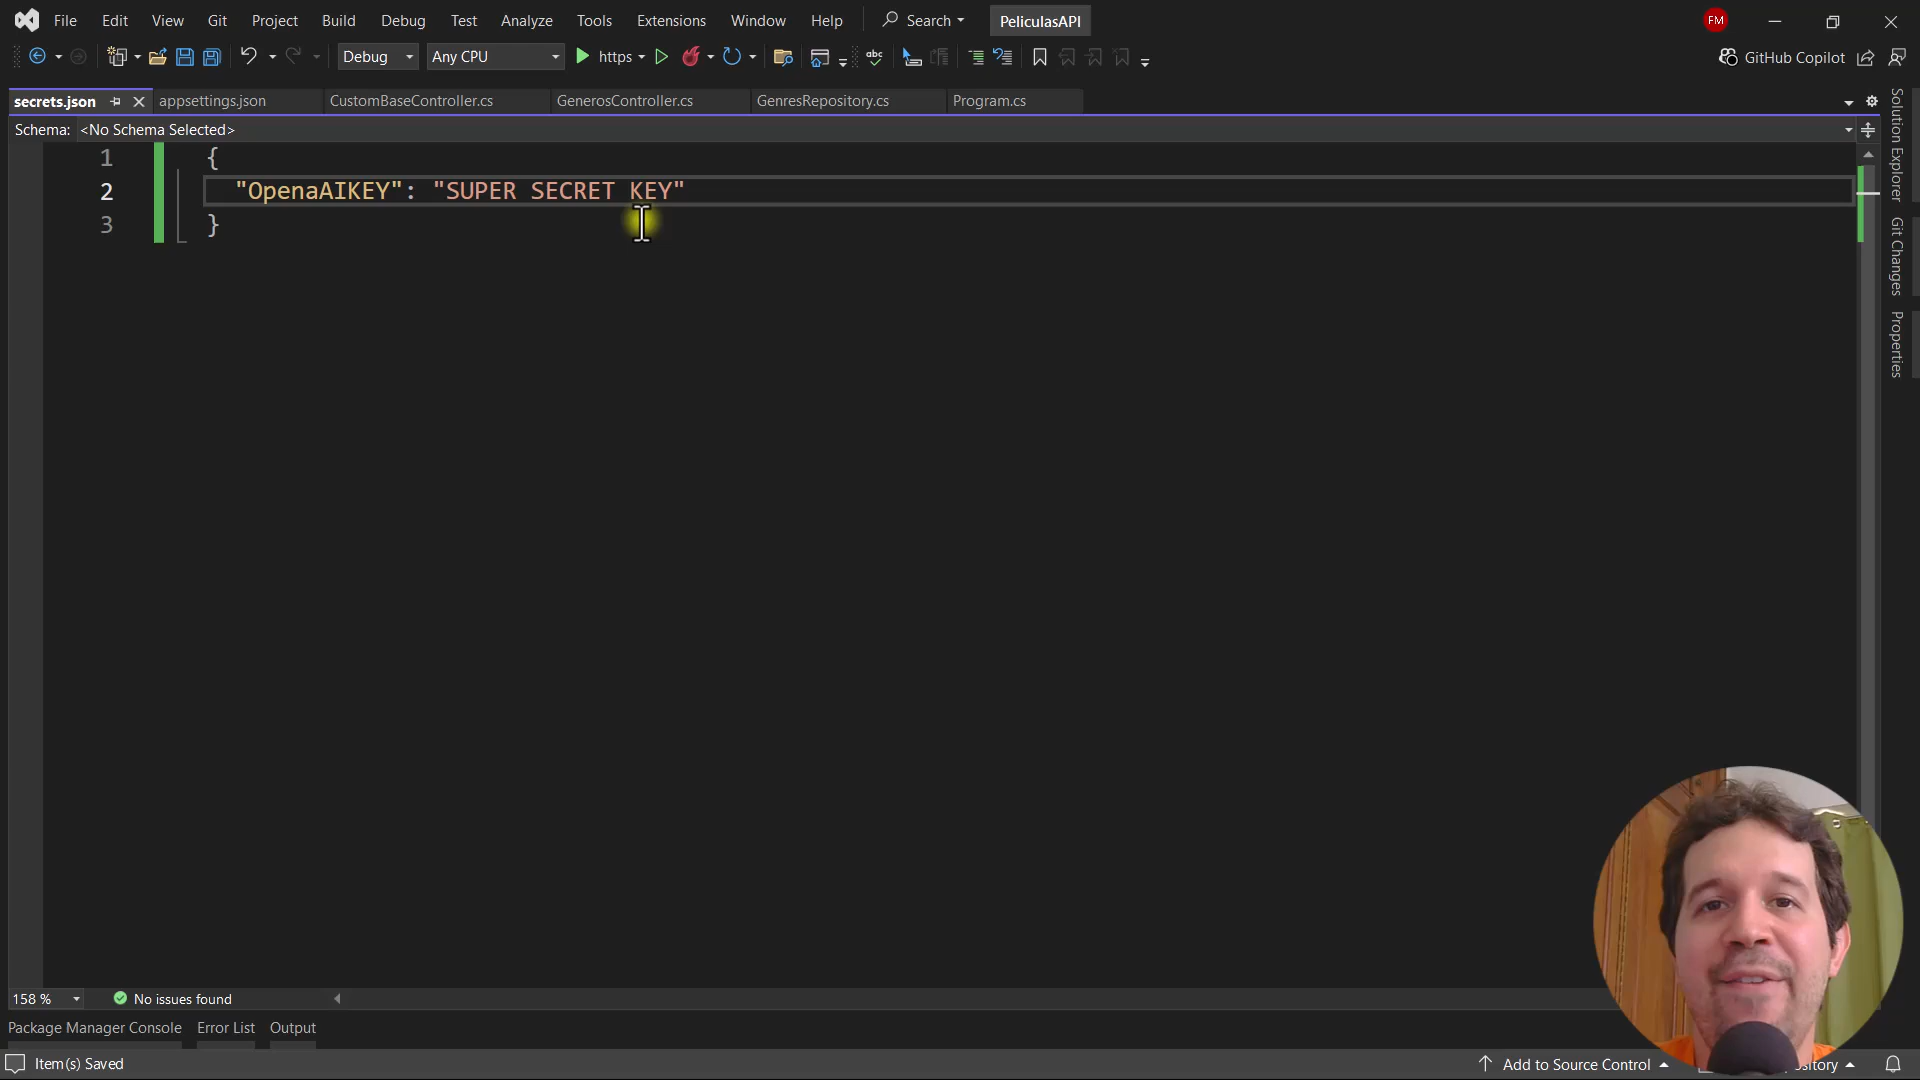 File Edit View Git Project Build Debug Test Analyze Tools Extensions Window Help Search PeliculasAPI FM
Debug Any CPU https abc GitHub Copilot
secrets.json appsettings.json CustomBaseController.cs GenerosController.cs GenresRepository.cs Program.cs
Schema: <No Schema Selected>
1 {
2 "OpenaAIKEY": "SUPER SECRET KEY"
3 }
Solution Explorer
Git Changes
Properties
158 % No issues found
Package Manager Console Error List Output
Item(s) Saved Add to Source Control